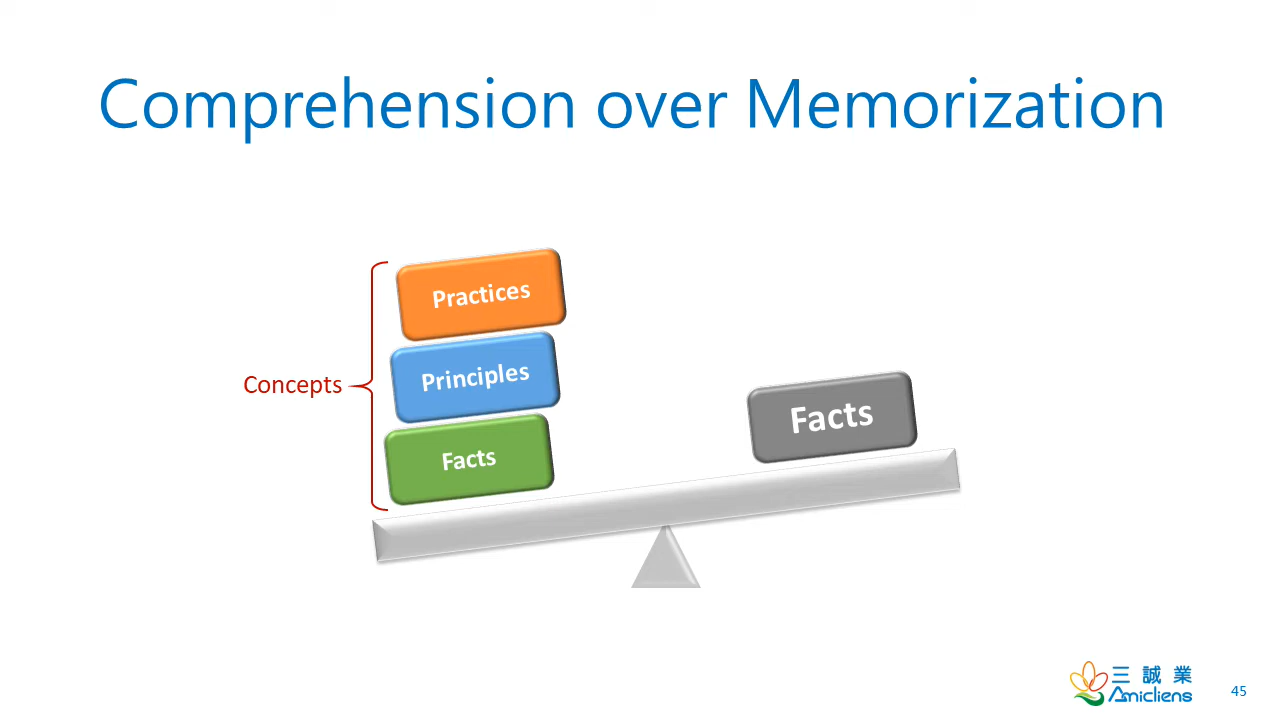 Comprehension over Memorization
Practices
Principles
Facts
Concepts
Facts
三誠業
Amicliens
45